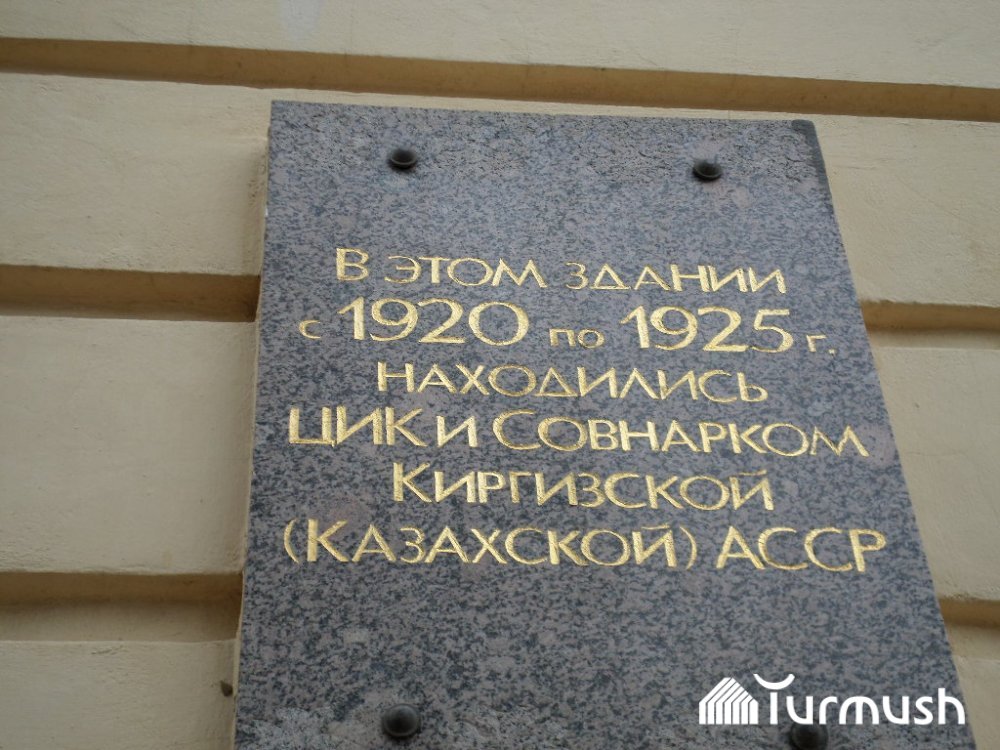 В ЭТОМ ЗДАНИИ
с 1920 по 1925 г.
НАХОДИЛИСЬ
ЦИК и СОВНАРКОМ
КИРГИЗСКОЙ
(КАЗАХСКОЙ) АССР
Turmush